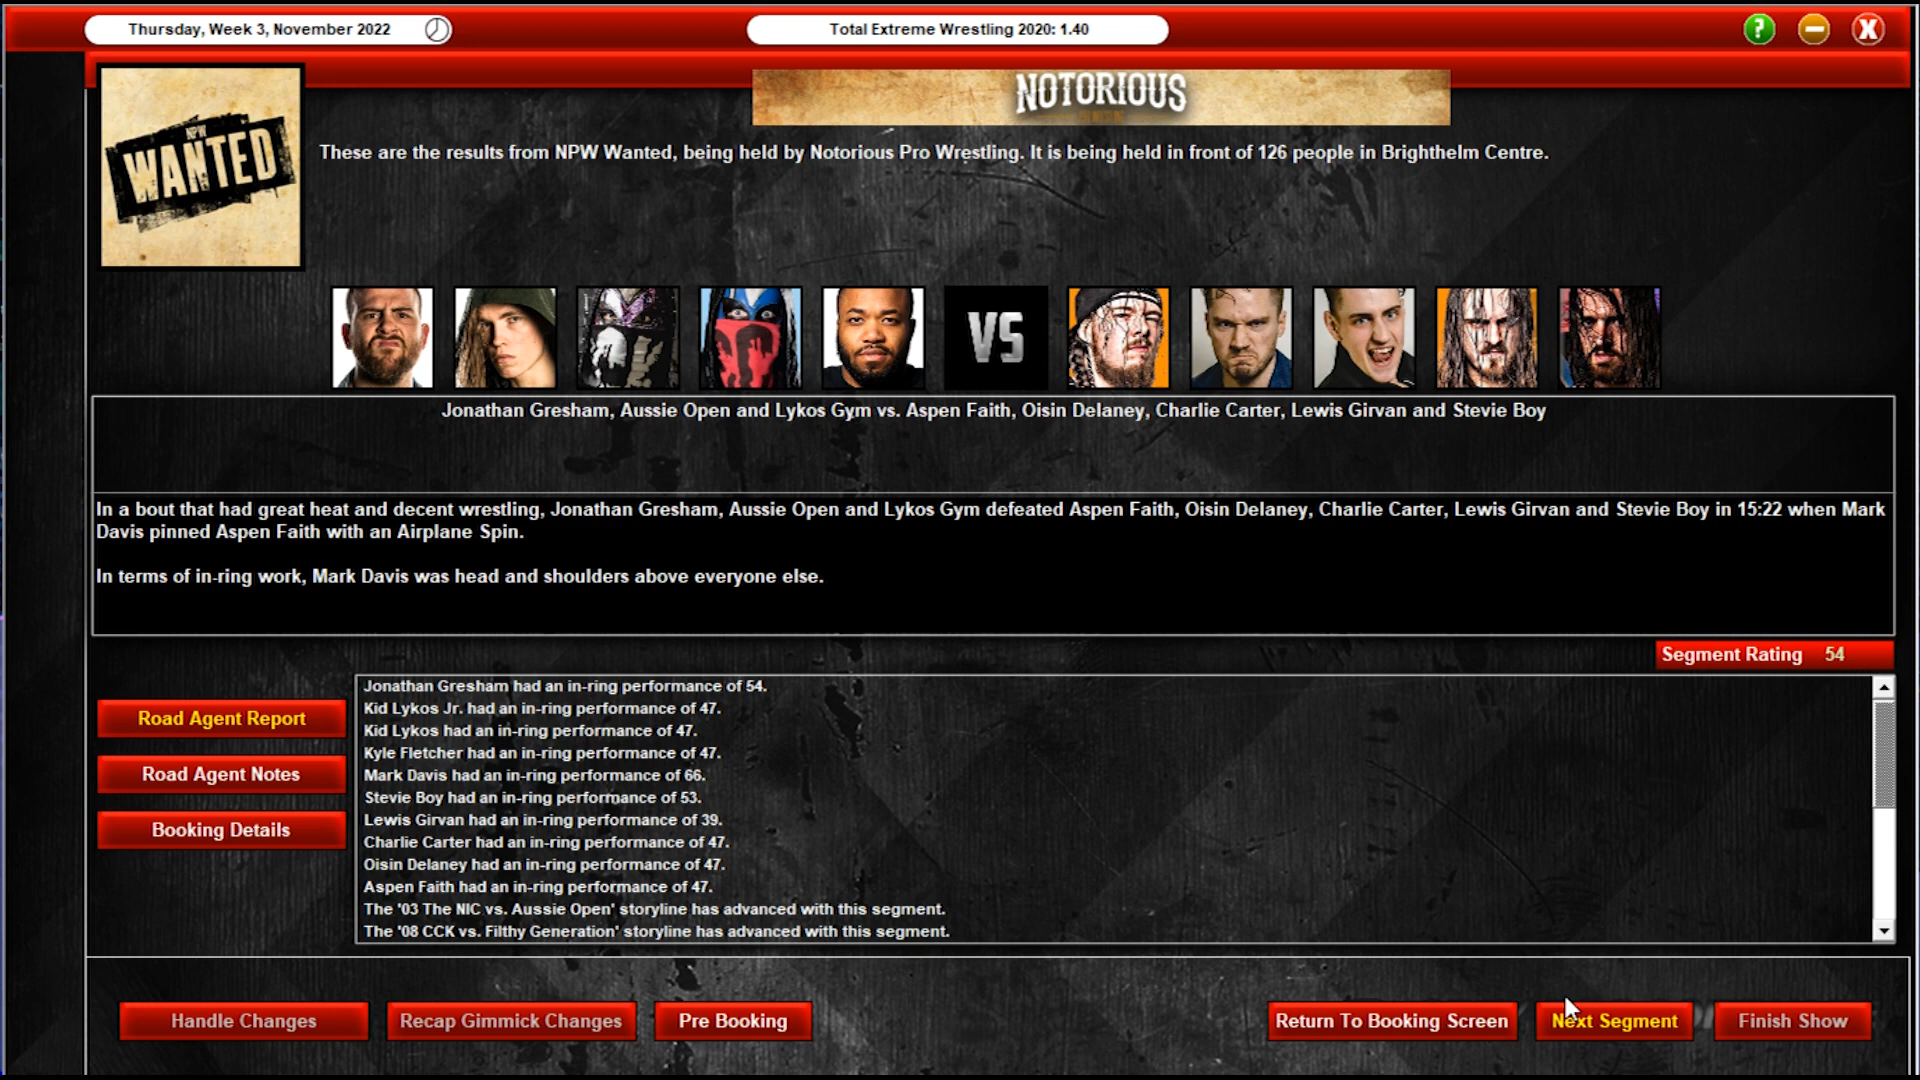 Thursday, Week 3, November 2022
Total Extreme Wrestling 2020: 1.40
?
X
NPW
WANTED
NOTORIOUS
These are the results from NPW Wanted, being held by Notorious Pro Wrestling. It is being held in front of 126 people in Brighthelm Centre.
VS
Jonathan Gresham, Aussie Open and Lykos Gym vs. Aspen Faith, Oisin Delaney, Charlie Carter, Lewis Girvan and Stevie Boy
In a bout that had great heat and decent wrestling, Jonathan Gresham, Aussie Open and Lykos Gym defeated Aspen Faith, Oisin Delaney, Charlie Carter, Lewis Girvan and Stevie Boy in 15:22 when Mark
Davis pinned Aspen Faith with an Airplane Spin.
In terms of in-ring work, Mark Davis was head and shoulders above everyone else.
Segment Rating 54
Road Agent Report
Road Agent Notes
Booking Details
Jonathan Gresham had an in-ring performance of 54.
Kid Lykos Jr. had an in-ring performance of 47.
Kid Lykos had an in-ring performance of 47.
Kyle Fletcher had an in-ring performance of 47.
Mark Davis had an in-ring performance of 66.
Stevie Boy had an in-ring performance of 53.
Lewis Girvan had an in-ring performance of 39.
Charlie Carter had an in-ring performance of 47.
Oisin Delaney had an in-ring performance of 47.
Aspen Faith had an in-ring performance of 47.
The '03 The NIC vs. Aussie Open' storyline has advanced with this segment.
The '08 CCK vs. Filthy Generation' storyline has advanced with this segment.
Handle Changes
Recap Gimmick Changes
Pre Booking
Return To Booking Screen
Next Segment
Finish Show